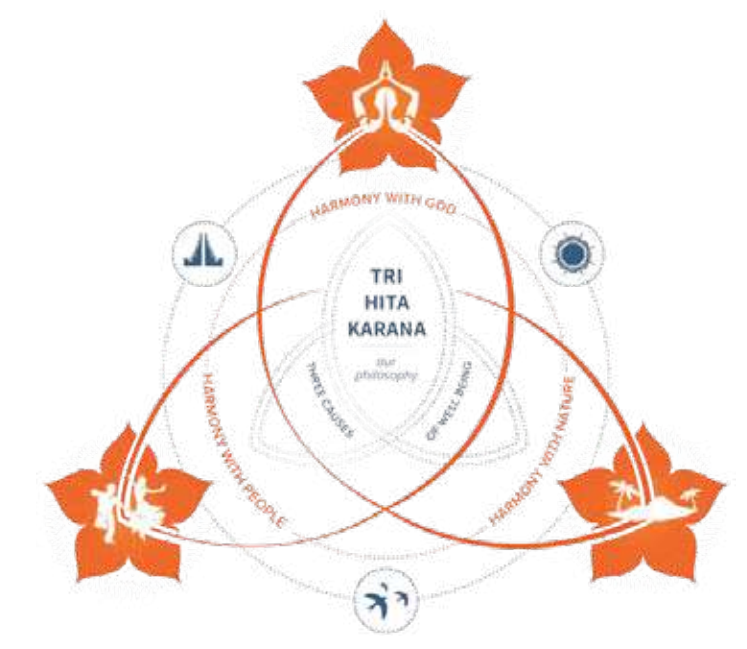 HARMONY WITH GOD
TRI
HITA
KARANA
our
philosophy
THREE CAUSES
OF WELL BEING
HARMONY WITH PEOPLE
HARMONY WITH NATURE